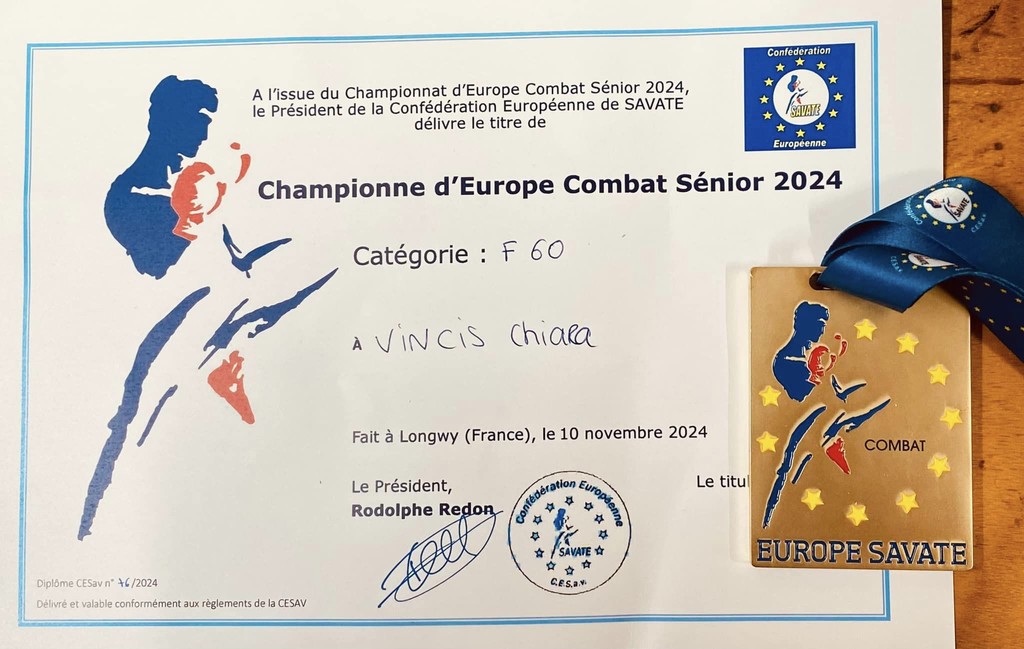 A l'issue du Championnat d'Europe Combat Sénior 2024,
le Président de la Confédération Européenne de SAVATE
délivre le titre de
Confédération
SAVATE
Européenne
Championne d'Europe Combat Sénior 2024
Catégorie : F 60
À VINCIS Chiara
Fait à Longwy (France), le 10 novembre 2024
Le Président,
Rodolphe Redon
Le titul
Confédération Européenne
SAVATE
C.E.S.a.v.
Diplôme CESav n° 76/2024
Délivré et valable conformément aux règlements de la CESAV
SAVATE
CESAV
COMBAT
EUROPE SAVATE